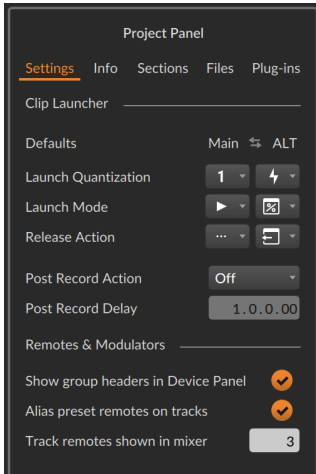 Project Panel
Settings Info Sections Files Plug-ins
Clip Launcher
Defaults Main ⇆ ALT
Launch Quantization 1
Launch Mode %
Release Action ...
Post Record Action Off
Post Record Delay 1.0.0.00
Remotes & Modulators
Show group headers in Device Panel
Alias preset remotes on tracks
Track remotes shown in mixer 3